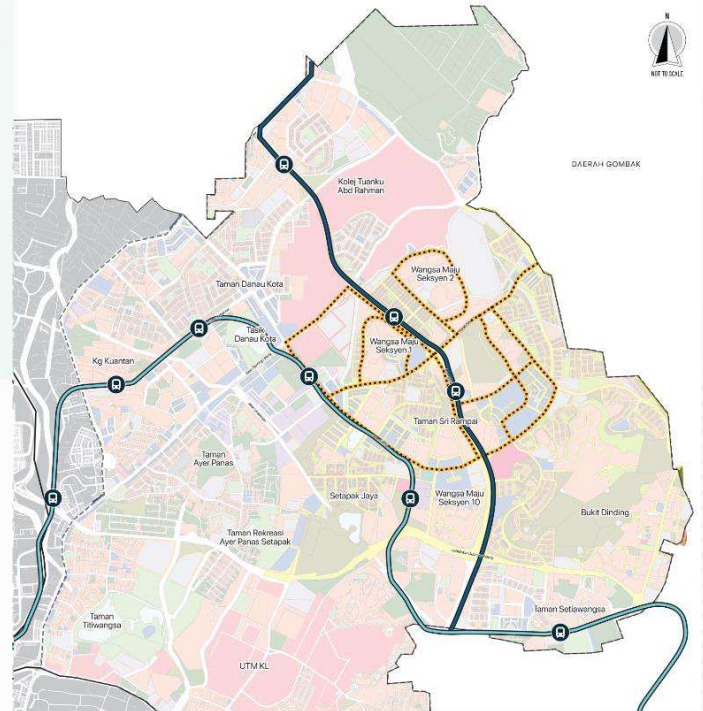 N
NOT TO SCALE
DAERAH GOMBAK
Kolej Tuanku
Abd Rahman
Wangsa Maju
Seksyen 2
Taman Danau Kota
Tasik
Danau Kota
Wangsa Maju
Seksyen 1
Kg Kuantan
Taman Sri Rampai
Taman
Ayer Panas
Setapak Jaya
Wangsa Maju
Seksyen 10
Bukit Dinding
Taman Rekreasi
Ayer Panas Setapak
Taman
Titiwangsa
Taman Setiawangsa
UTM KL